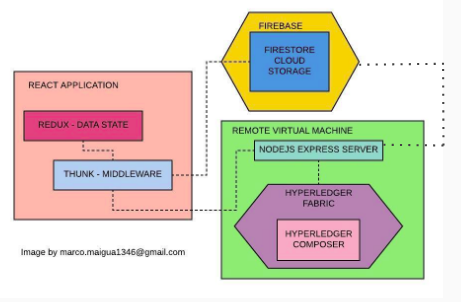 FIREBASE
FIRESTORE
CLOUD
STORAGE
REACT APPLICATION
REDUX - DATA STATE
THUNK - MIDDLEWARE
REMOTE VIRTUAL MACHINE
NODEJS EXPRESS SERVER
HYPERLEDGER
FABRIC
HYPERLEDGER
COMPOSER
Image by marco.maigua1346@gmail.com